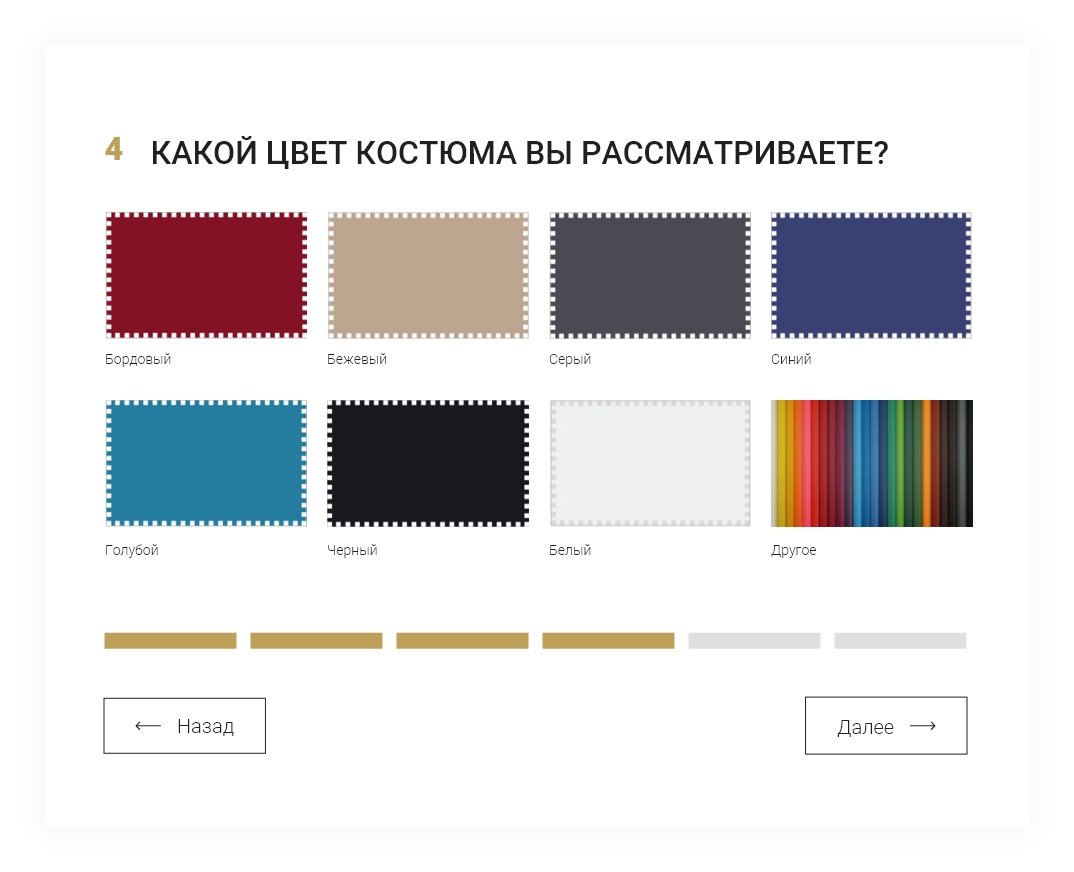 4 КАКОЙ ЦВЕТ КОСТЮМА ВЫ РАССМАТРИВАЕТЕ?
Бордовый Бежевый Серый Синий
Голубой Черный Белый Другое
Назад Далее